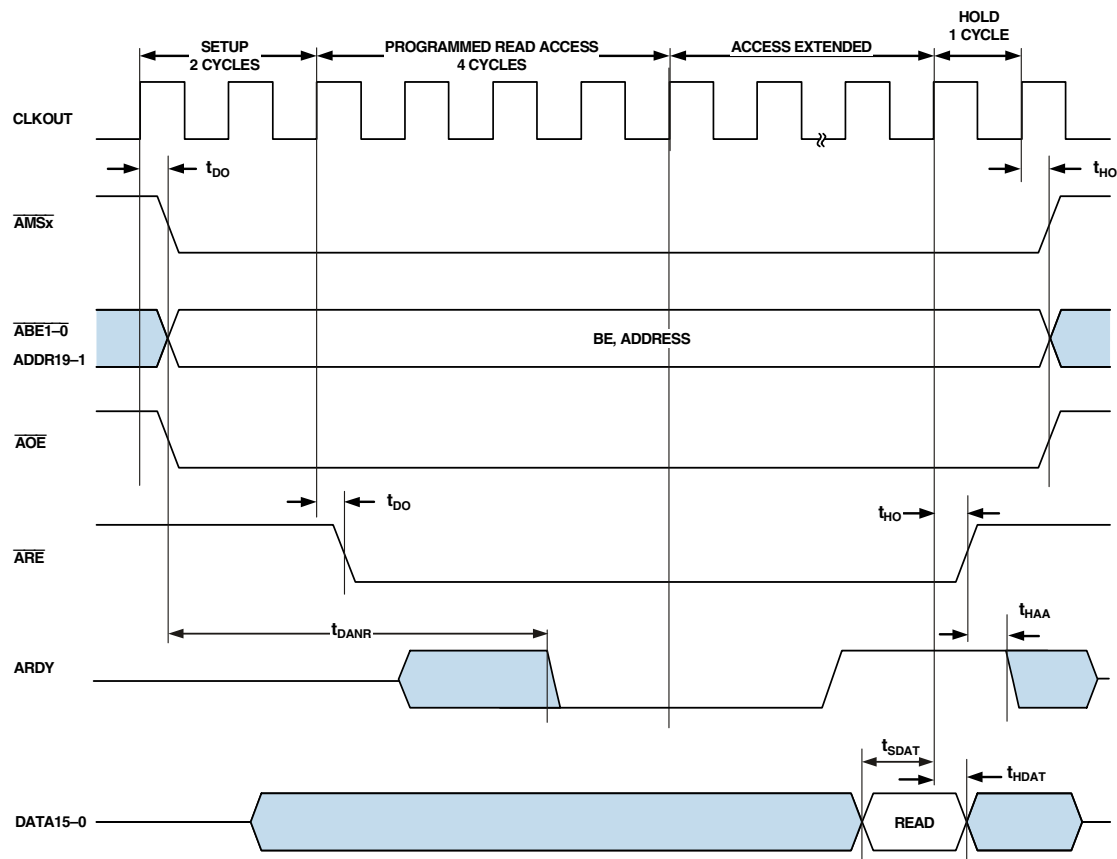 SETUP
2 CYCLES
PROGRAMMED READ ACCESS
4 CYCLES
ACCESS EXTENDED
HOLD
1 CYCLE
CLKOUT
tDO
tHO
AMSx
ABE1–0
ADDR19–1
BE, ADDRESS
AOE
tDO
tHO
ARE
tDANR
tHAA
ARDY
tSDAT
tHDAT
DATA15–0
READ